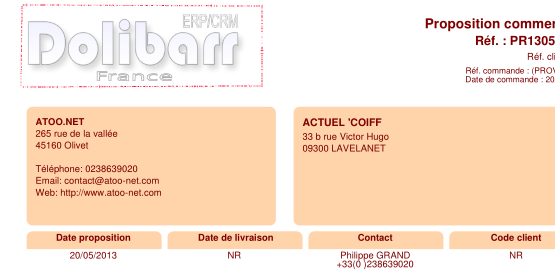 ERP/CRM
Dolibarr
France
Proposition commer
Réf. : PR1305
Réf. cli
Réf. commande : (PROV
Date de commande : 20
ATOO.NET
265 rue de la vallée
45160 Olivet
Téléphone: 0238639020
Email: contact@atoo-net.com
Web: http://www.atoo-net.com
ACTUEL 'COIFF
33 b rue Victor Hugo
09300 LAVELANET
Date proposition
Date de livraison
Contact
Code client
20/05/2013
NR
Philippe GRAND
+33(0 )238639020
NR